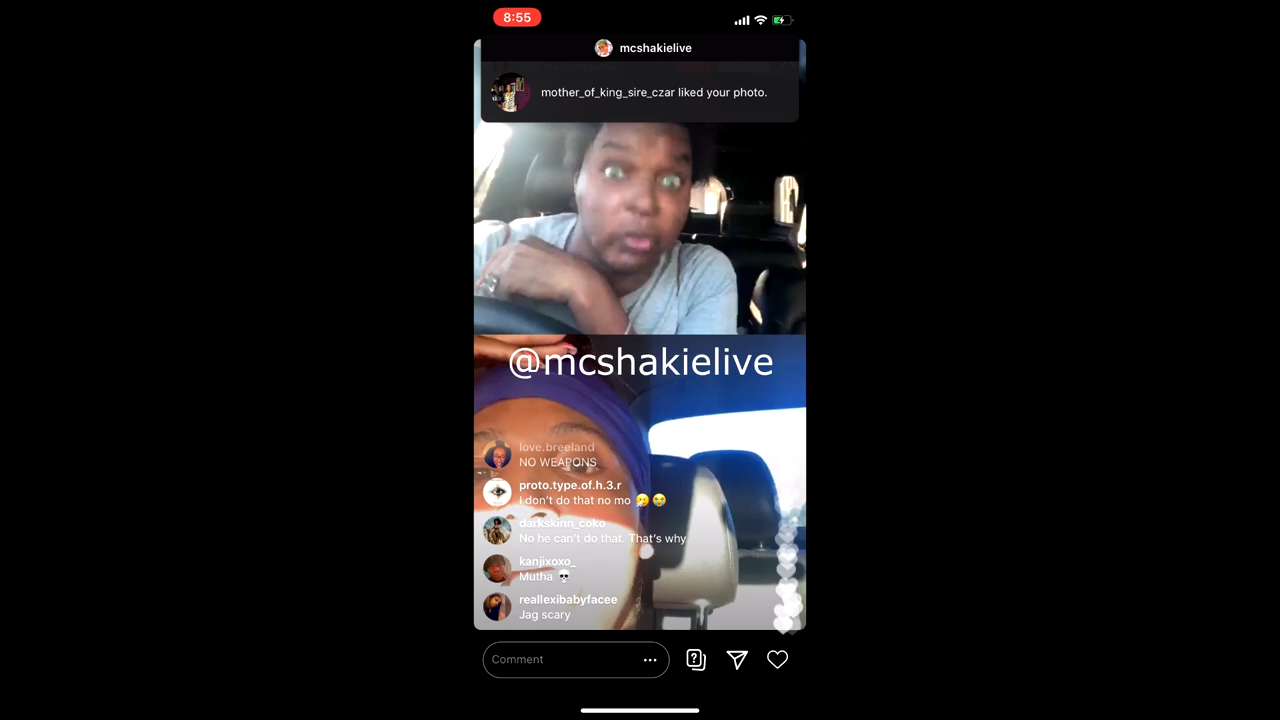 8:55
mcshakielive
mother_of_king_sire_czar liked your photo.
@mcshakielive
love.breeland
NO WEAPONS
proto.type.of.h.3.r
I don't do that no mo 🥲😭
darkskinn_coko
No he can't do that. That's why
kanjixoxo_
Mutha 💀
reallexibabyfacee
Jag scary
Comment